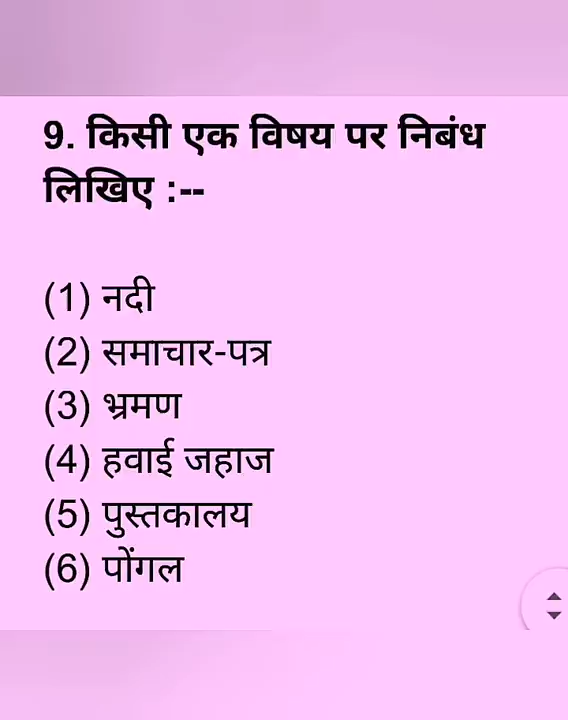 9. किसी एक विषय पर निबंध
लिखिए :--
(1) नदी
(2) समाचार-पत्र
(3) भ्रमण
(4) हवाई जहाज
(5) पुस्तकालय
(6) पोंगल